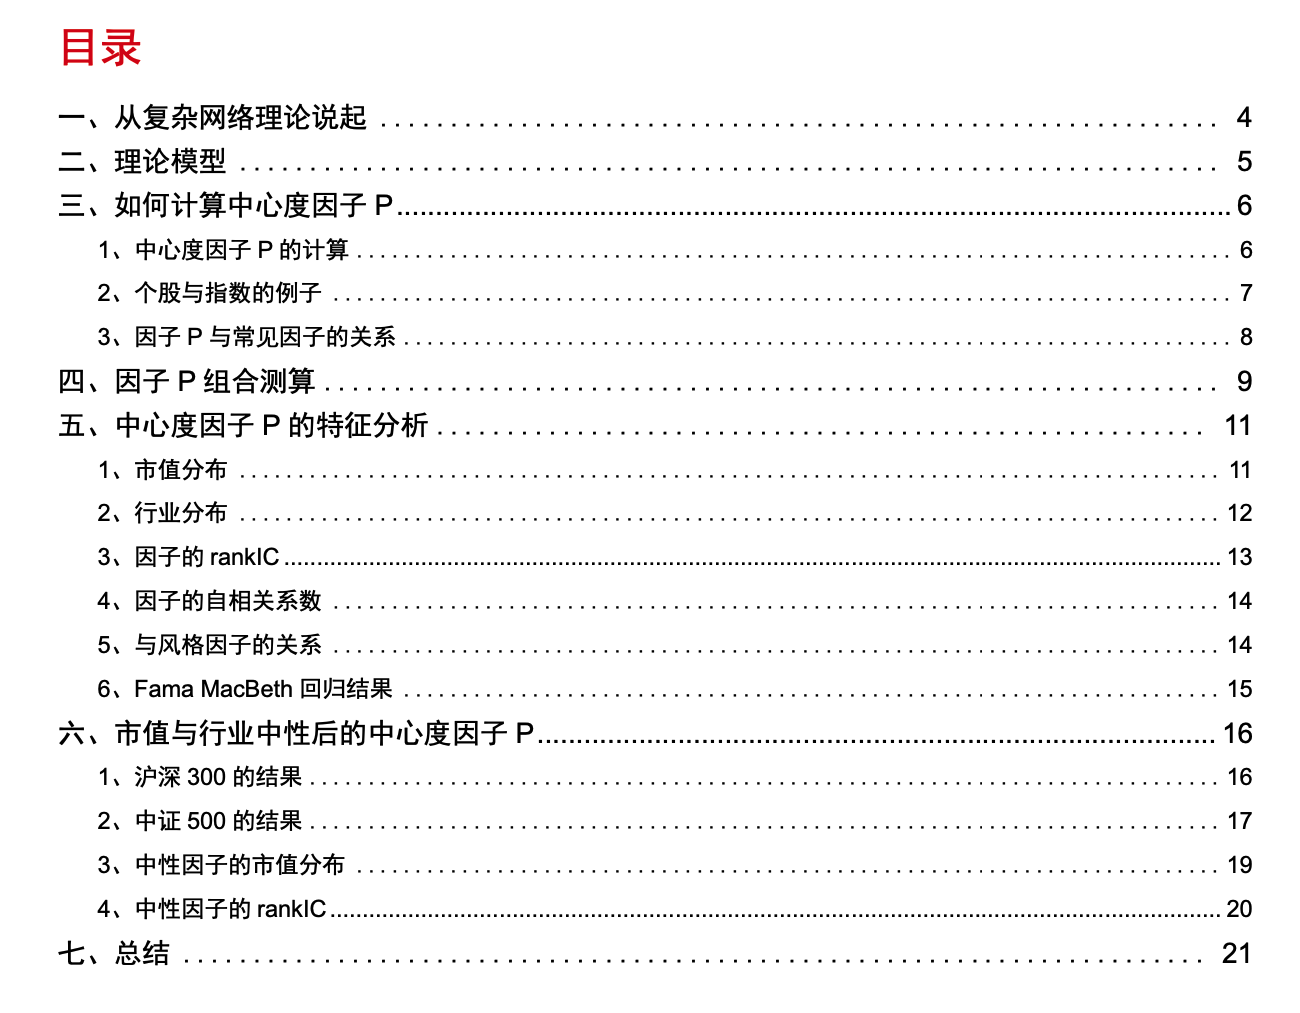 目录
一、从复杂网络理论说起 ............................................................ 4
二、理论模型 ...................................................................... 5
三、如何计算中心度因子 P ............................................................ 6
1、中心度因子 P 的计算 ............................................................ 6
2、个股与指数的例子 ............................................................ 7
3、因子 P 与常见因子的关系 ............................................................ 8
四、因子 P 组合测算 ............................................................ 9
五、中心度因子 P 的特征分析 ............................................................ 11
1、市值分布 ............................................................ 11
2、行业分布 ............................................................ 12
3、因子的 rankIC ............................................................ 13
4、因子的自相关系数 ............................................................ 14
5、与风格因子的关系 ............................................................ 14
6、Fama MacBeth 回归结果 ............................................................ 15
六、市值与行业中性后的中心度因子 P ............................................................ 16
1、沪深 300 的结果 ............................................................ 16
2、中证 500 的结果 ............................................................ 17
3、中性因子的市值分布 ............................................................ 19
4、中性因子的 rankIC ............................................................ 20
七、总结 ............................................................ 21